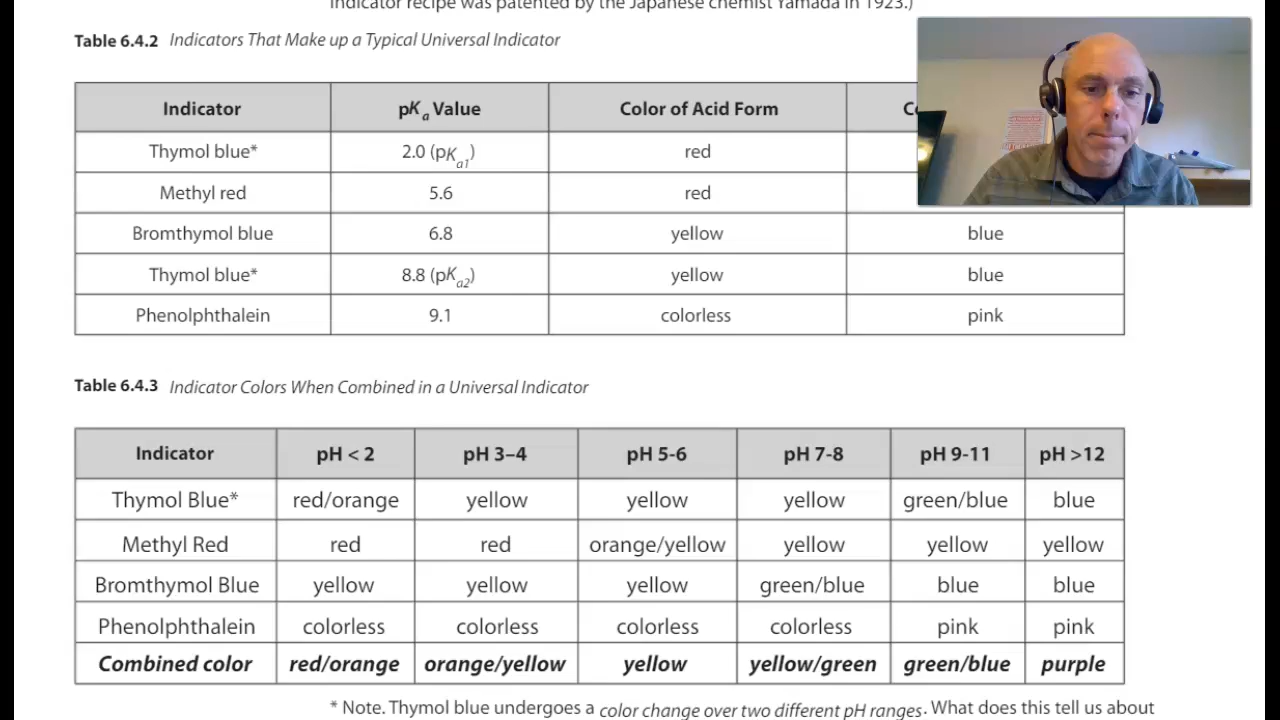 Indicator recipe was patented by the Japanese chemist Yamada in 1923.)
Table 6.4.2 Indicators That Make up a Typical Universal Indicator
Indicator pKa Value Color of Acid Form
Thymol blue* 2.0 (pKa1) red
Methyl red 5.6 red
Bromthymol blue 6.8 yellow blue
Thymol blue* 8.8 (pKa2) yellow blue
Phenolphthalein 9.1 colorless pink
Table 6.4.3 Indicator Colors When Combined in a Universal Indicator
Indicator pH < 2 pH 3–4 pH 5-6 pH 7-8 pH 9-11 pH >12
Thymol Blue* red/orange yellow yellow yellow green/blue blue
Methyl Red red red orange/yellow yellow yellow yellow
Bromthymol Blue yellow yellow yellow green/blue blue blue
Phenolphthalein colorless colorless colorless colorless pink pink
Combined color red/orange orange/yellow yellow yellow/green green/blue purple
* Note. Thymol blue undergoes a color change over two different pH ranges. What does this tell us about